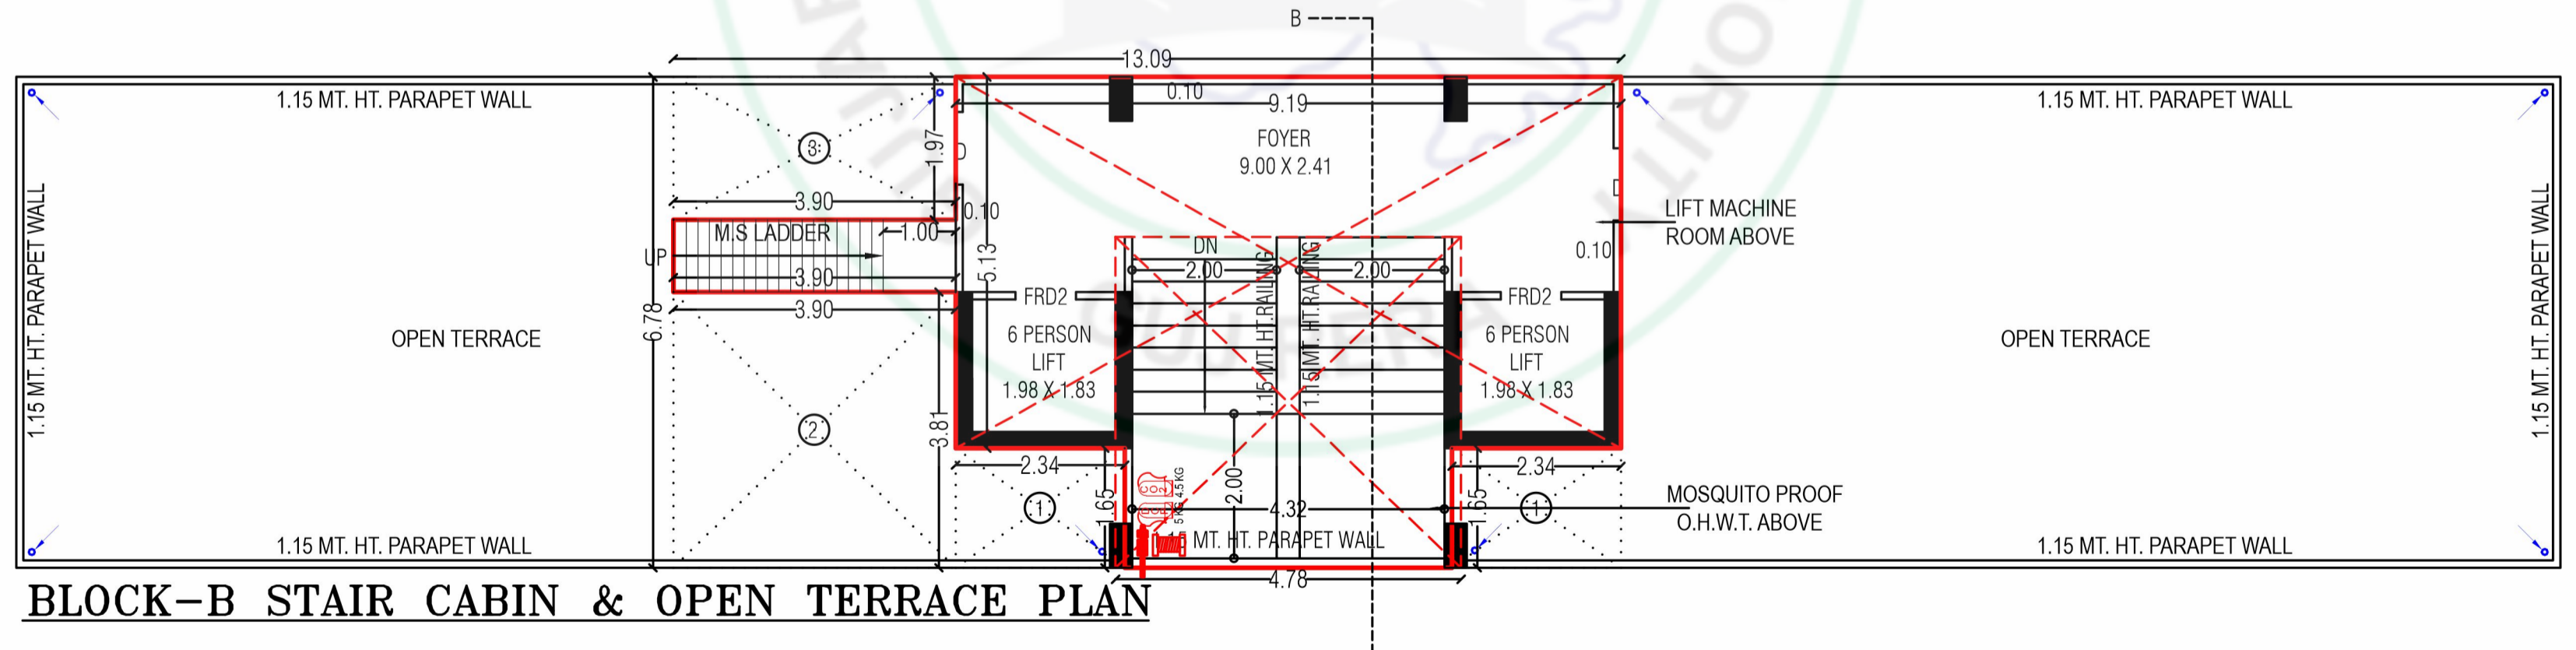 B
13.09
1.15 MT. HT. PARAPET WALL
0.10
9.19
1.15 MT. HT. PARAPET WALL
3
1.97
D
FOYER
9.00 X 2.41
3.90
0.10
M.S LADDER
1.00
UP
3.90
3.90
5.13
6.78
DN
2.00
2.00
1.15 MT. HT.RAILING
1.15 MT. HT.RAILING
D
0.10
LIFT MACHINE
ROOM ABOVE
1.15 MT. HT. PARAPET WALL
OPEN TERRACE
FRD2
6 PERSON
LIFT
1.98 X 1.83
FRD2
6 PERSON
LIFT
1.98 X 1.83
OPEN TERRACE
1.15 MT. HT. PARAPET WALL
2
3.81
2.34
1
1.65
2.00
4.32
4.5 KG
5 KG
2.34
1
1.65
MOSQUITO PROOF
O.H.W.T. ABOVE
1.15 MT. HT. PARAPET WALL
MT. HT. PARAPET WALL
1.15 MT. HT. PARAPET WALL
4.78
BLOCK-B STAIR CABIN & OPEN TERRACE PLAN